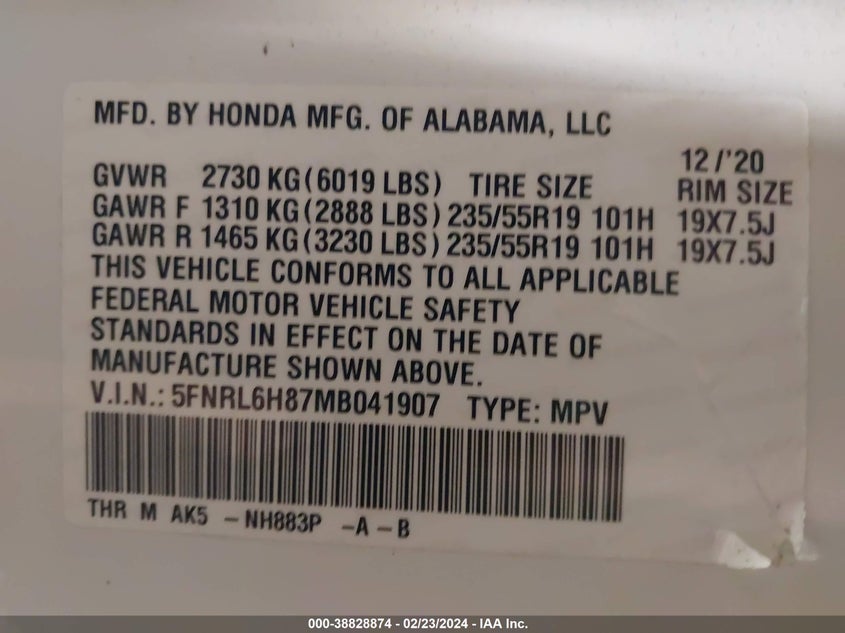 MFD. BY HONDA MFG. OF ALABAMA, LLC
12/'20
GVWR 2730 KG(6019 LBS) TIRE SIZE RIM SIZE
GAWR F 1310 KG(2888 LBS) 235/55R19 101H 19X7.5J
GAWR R 1465 KG(3230 LBS) 235/55R19 101H 19X7.5J
THIS VEHICLE CONFORMS TO ALL APPLICABLE
FEDERAL MOTOR VEHICLE SAFETY
STANDARDS IN EFFECT ON THE DATE OF
MANUFACTURE SHOWN ABOVE.
V.I.N.: 5FNRL6H87MB041907 TYPE: MPV
THR M AK5 -NH883P -A-B
000-38828874 - 02/23/2024 - IAA Inc.